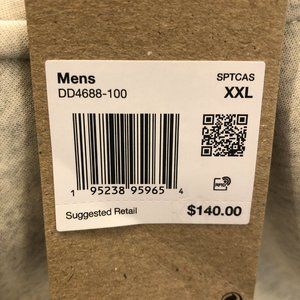 Mens
SPTCAS
DD4688-100
XXL
1 95238 95965 4
Suggested Retail
$140.00